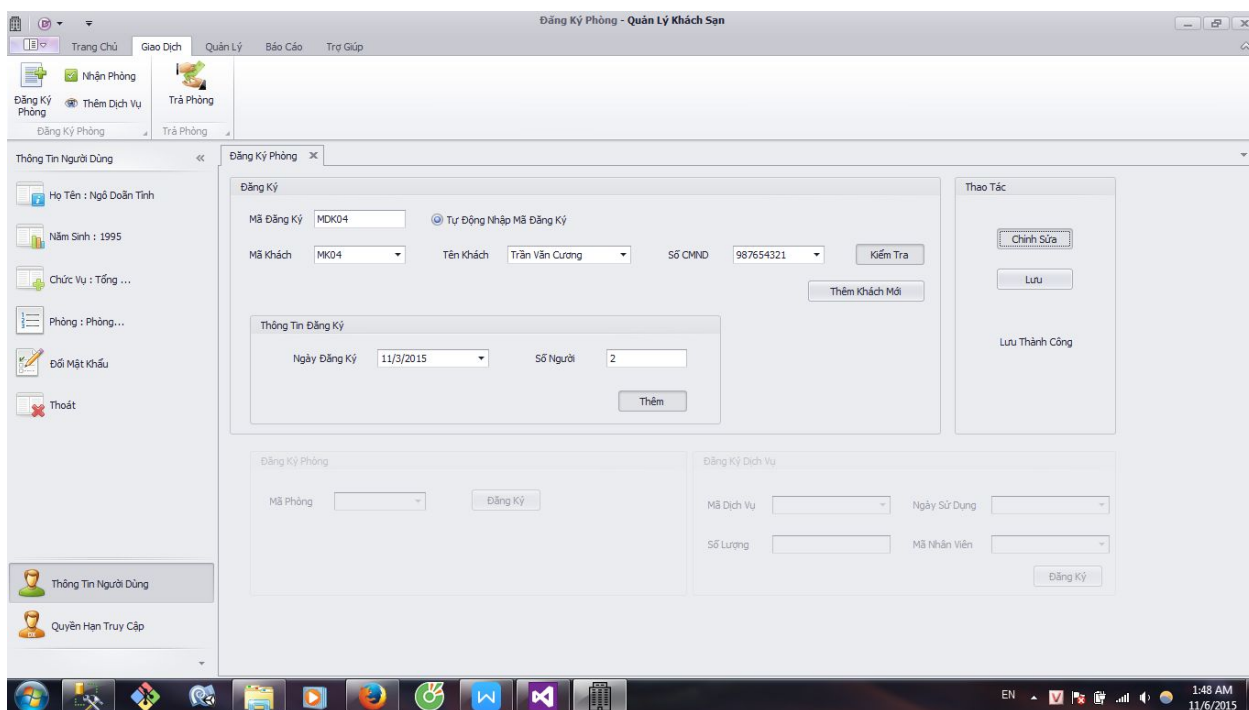 Đăng Ký Phòng - Quản Lý Khách Sạn
Trang Chủ Giao Dịch Quản Lý Báo Cáo Trợ Giúp
Đăng Ký Phòng
Nhận Phòng
Thêm Dịch Vụ
Trả Phòng
Đăng Ký Phòng Trả Phòng
Thông Tin Người Dùng
Họ Tên : Ngô Doãn Tình
Năm Sinh : 1995
Chức Vụ : Tổng ...
Phòng : Phòng...
Đổi Mật Khẩu
Thoát
Thông Tin Người Dùng
Quyền Hạn Truy Cập
Đăng Ký Phòng
Đăng Ký
Mã Đăng Ký MDK04 Tự Động Nhập Mã Đăng Ký
Mã Khách MK04 Tên Khách Trần Văn Cương Số CMND 987654321 Kiểm Tra
Thêm Khách Mới
Thông Tin Đăng Ký
Ngày Đăng Ký 11/3/2015 Số Người 2
Thêm
Thao Tác
Chỉnh Sửa
Lưu
Lưu Thành Công
Đăng Ký Phòng
Mã Phòng Đăng Ký
Đăng Ký Dịch Vụ
Mã Dịch Vụ Ngày Sử Dụng
Số Lượng Mã Nhân Viên
Đăng Ký
EN
1:48 AM
11/6/2015